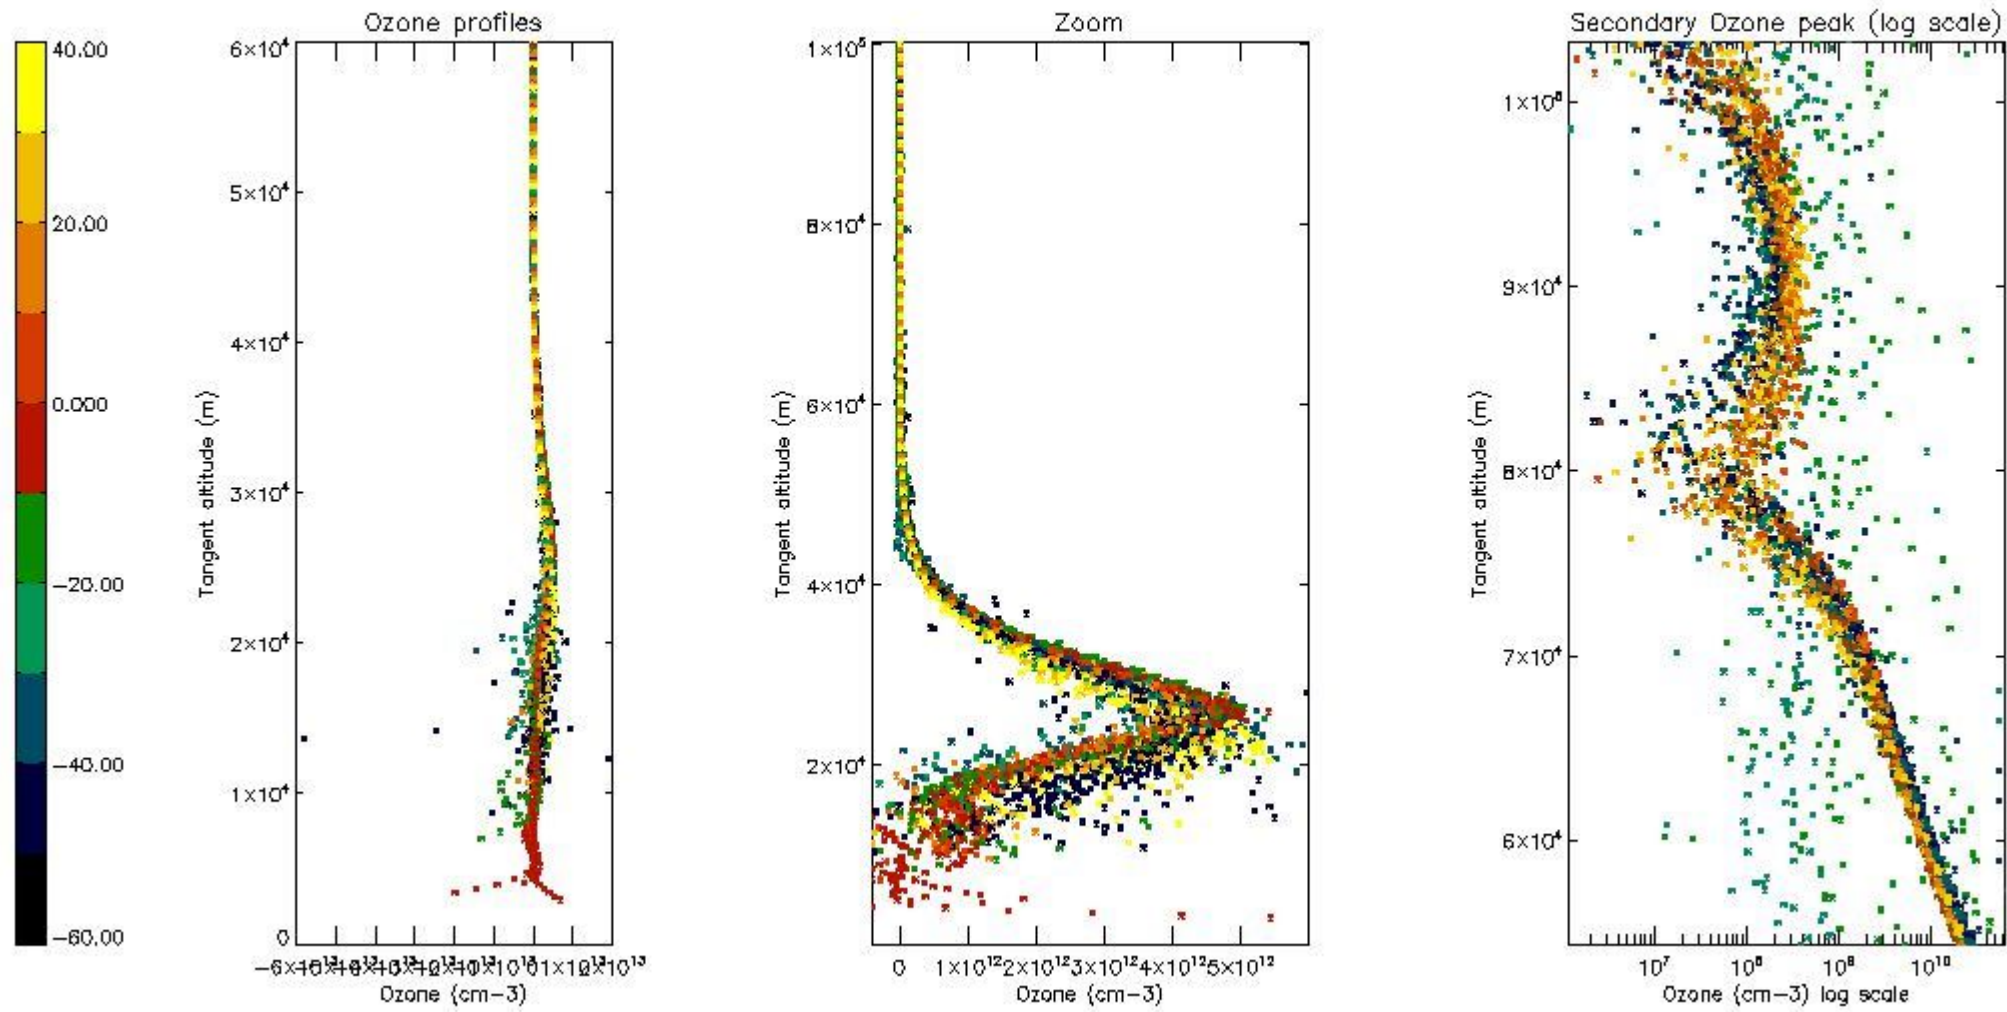 Ozone profiles
Zoom
Secondary Ozone peak (log scale)
40.00
20.00
0.000
−20.00
−40.00
−60.00
6×10⁴
5×10⁴
4×10⁴
3×10⁴
2×10⁴
1×10⁴
0
Tangent altitude (m)
Ozone (cm−3)
1×10⁵
8×10⁴
6×10⁴
4×10⁴
2×10⁴
Tangent altitude (m)
0 1×10¹² 2×10¹² 3×10¹² 4×10¹² 5×10¹²
Ozone (cm−3)
9×10⁴
8×10⁴
7×10⁴
6×10⁴
Tangent altitude (m)
10⁷ 10⁸ 10⁹ 10¹⁰
Ozone (cm−3) log scale